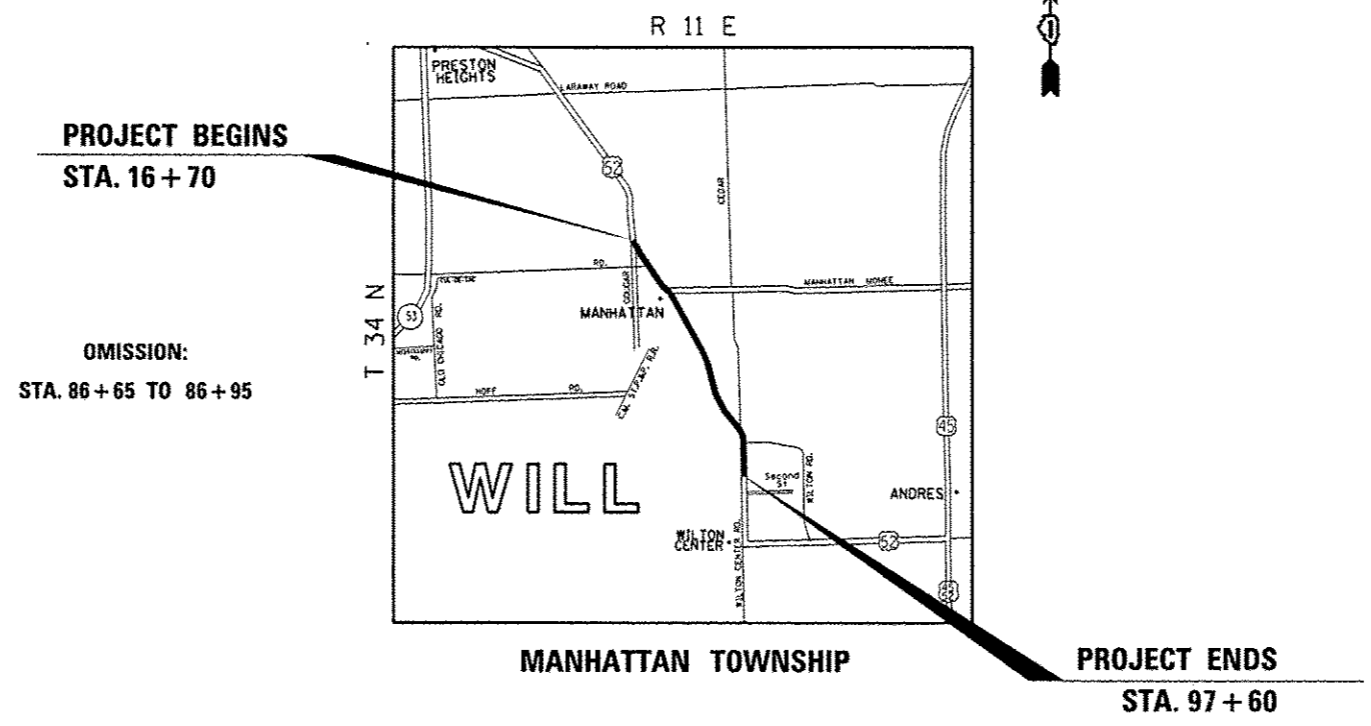 R 11 E
PRESTON
HEIGHTS
LARAWAY ROAD
PROJECT BEGINS
STA. 16+70
52
CEDAR
RD.
MANHATTAN MONEE
COUGAR
MANHATTAN
T 34 N
53
OLD CHICAGO RD.
OMISSION:
STA. 86+65 TO 86+95
HOFF RD.
C.M. ST.P.&P. R.R.
45
WILL
Second
ST
WILTON RD.
ANDRES
WILTON
CENTER
WILTON CENTER RD.
52
MANHATTAN TOWNSHIP
PROJECT ENDS
STA. 97+60